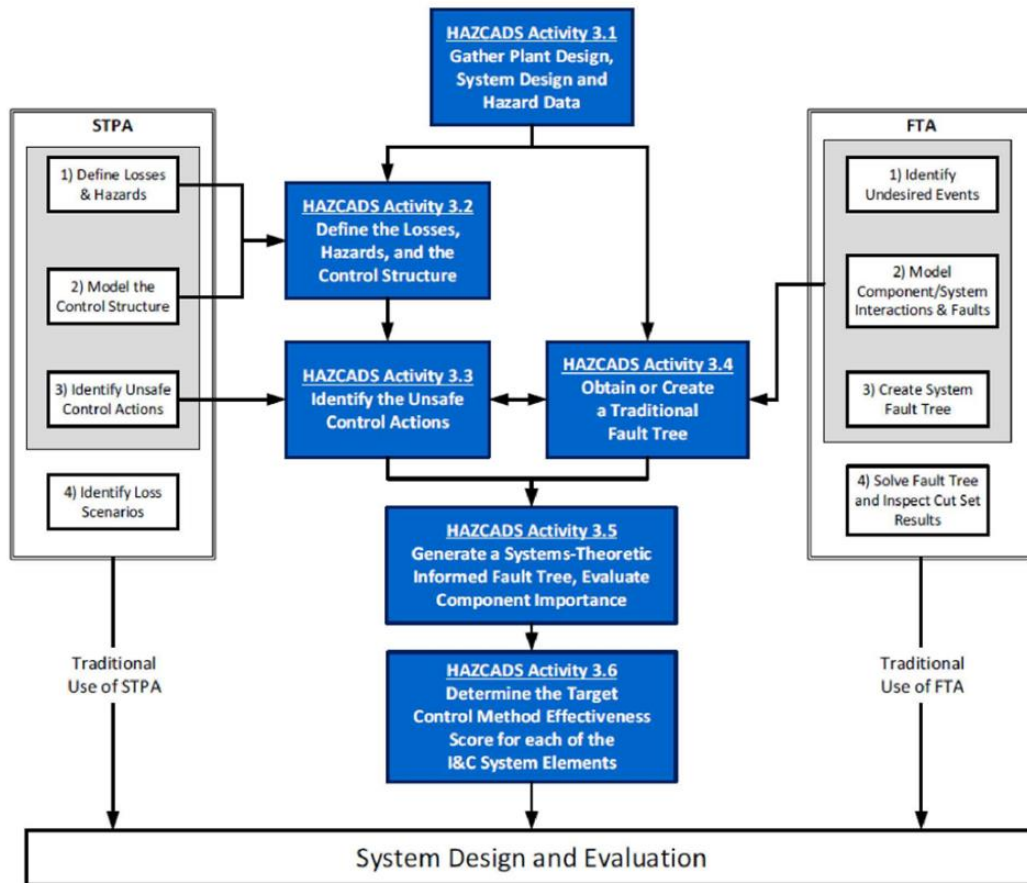 HAZCADS Activity 3.1
Gather Plant Design,
System Design and
Hazard Data
STPA
1) Define Losses
& Hazards
2) Model the
Control Structure
3) Identify Unsafe
Control Actions
4) Identify Loss
Scenarios
Traditional
Use of STPA
HAZCADS Activity 3.2
Define the Losses,
Hazards, and the
Control Structure
HAZCADS Activity 3.3
Identify the Unsafe
Control Actions
HAZCADS Activity 3.4
Obtain or Create
a Traditional
Fault Tree
HAZCADS Activity 3.5
Generate a Systems-Theoretic
Informed Fault Tree, Evaluate
Component Importance
HAZCADS Activity 3.6
Determine the Target
Control Method Effectiveness
Score for each of the
I&C System Elements
FTA
1) Identify
Undesired Events
2) Model
Component/System
Interactions & Faults
3) Create System
Fault Tree
4) Solve Fault Tree
and Inspect Cut Set
Results
Traditional
Use of FTA
System Design and Evaluation